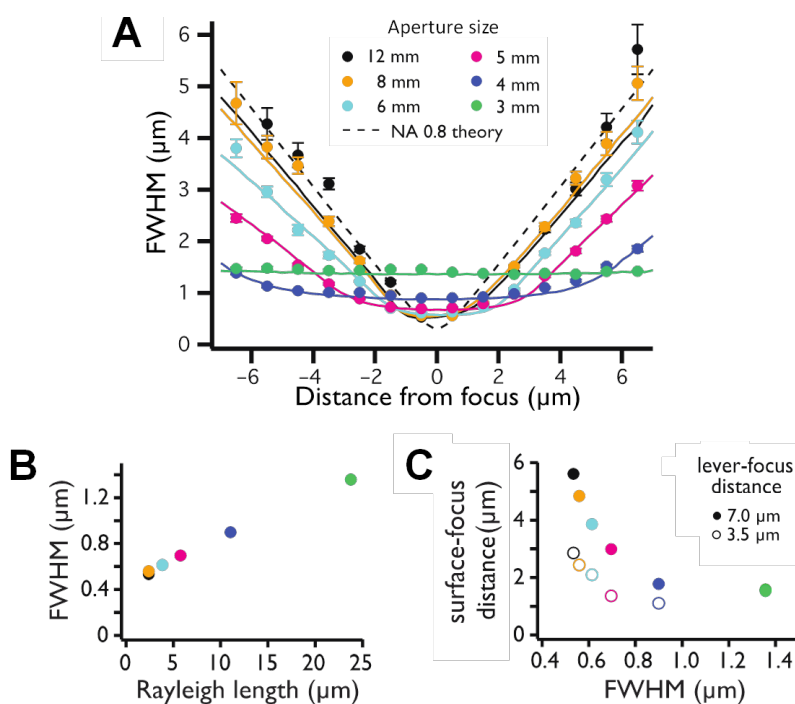 A
Aperture size
12 mm
8 mm
6 mm
5 mm
4 mm
3 mm
NA 0.8 theory
FWHM (µm)
6
5
4
3
2
1
0
−6
−4
−2
0
2
4
6
Distance from focus (µm)
B
FWHM (µm)
1.2
0.8
0.4
0
0
5
10
15
20
25
Rayleigh length (µm)
C
surface-focus
distance(µm)
6
4
2
0
lever-focus
distance
7.0 µm
3.5 µm
0.4
0.6
0.8
1.0
1.2
1.4
FWHM (µm)